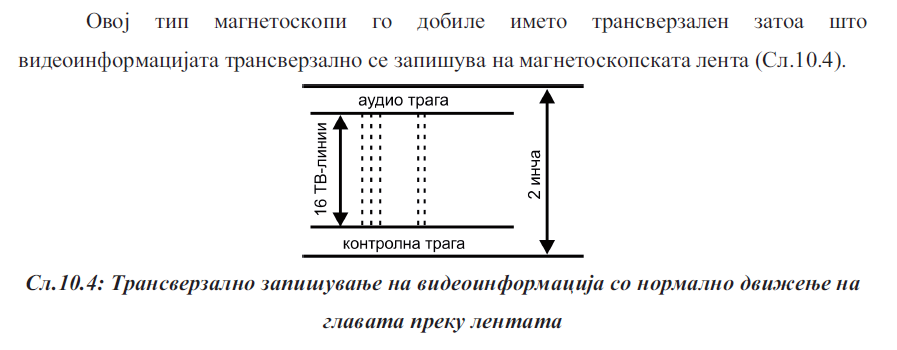 Овој тип магнетоскопи го добиле името трансверзален затоа што
видеоинформацијата трансверзално се запишува на магнетоскопската лента (Сл.10.4).
аудио трага
16 ТВ-линии
2 инча
контролна трага
Сл.10.4: Трансверзално запишување на видеоинформација со нормално движење на
главата преку лентата